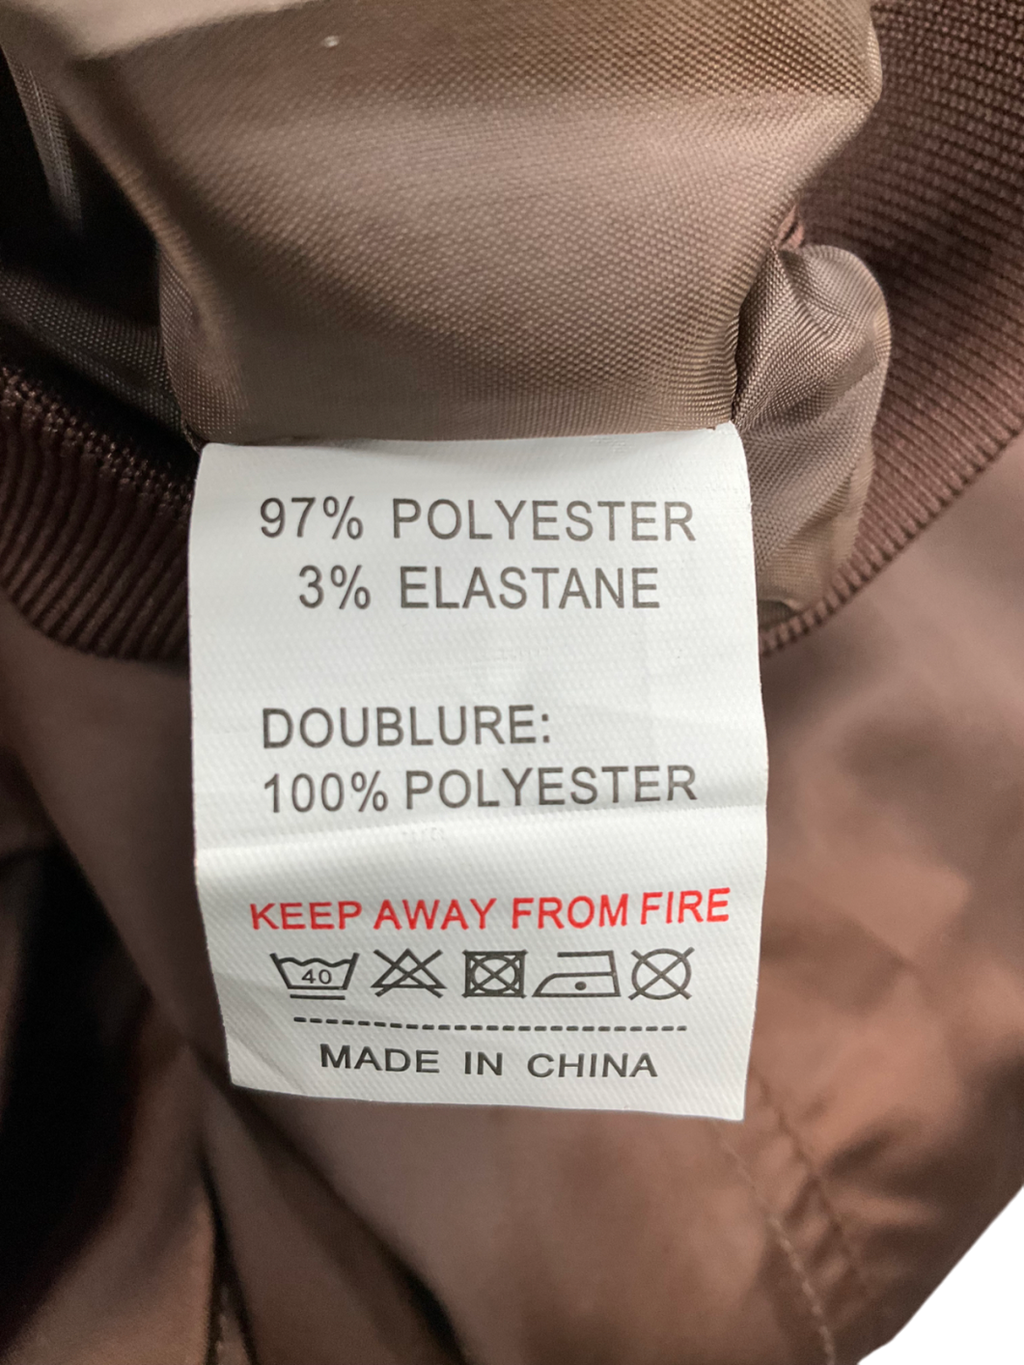 97% POLYESTER
3% ELASTANE
DOUBLURE:
100% POLYESTER
KEEP AWAY FROM FIRE
40
MADE IN CHINA